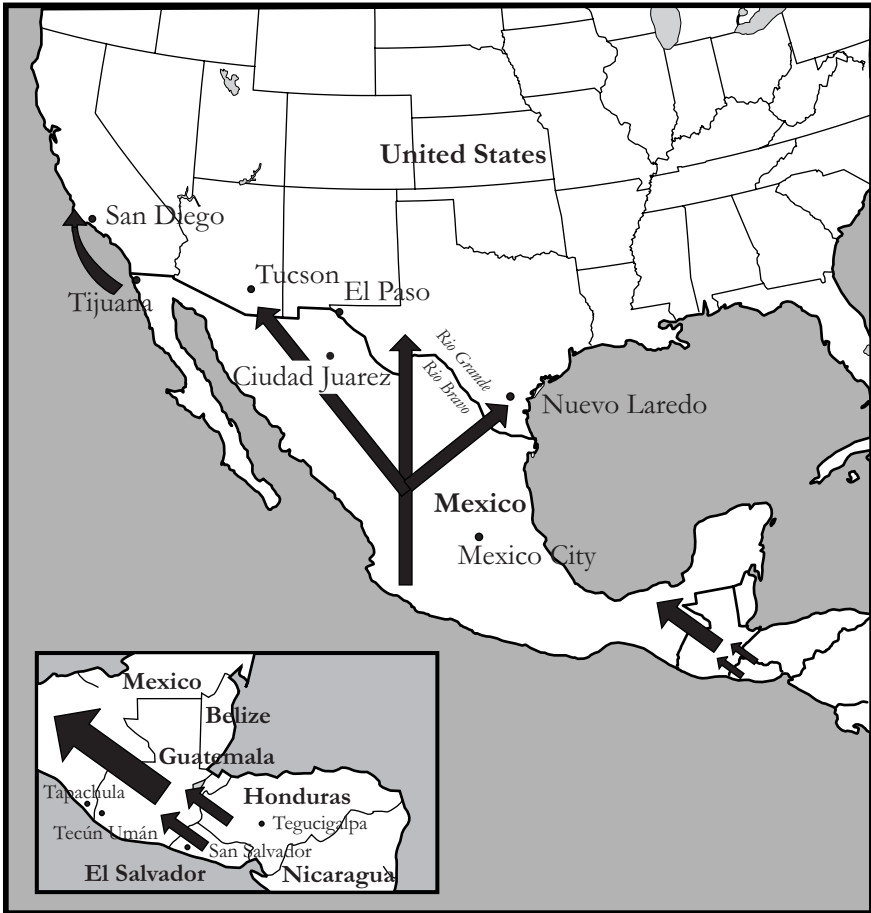 United States
San Diego
Tucson
El Paso
Tijuana
Rio Grande
Rio Bravo
Ciudad Juarez
Nuevo Laredo
Mexico
Mexico City
Mexico
Belize
Guatemala
Tapachula
Honduras
Tecún Umán
Tegucigalpa
San Salvador
El Salvador
Nicaragua